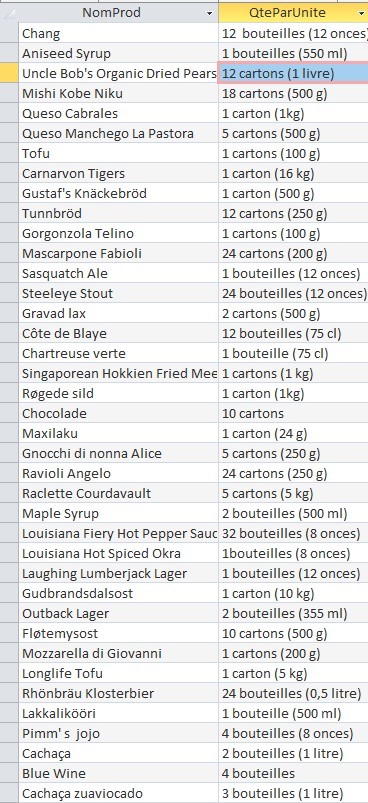 NomProd QteParUnite
Chang 12 bouteilles (12 onces)
Aniseed Syrup 1 bouteilles (550 ml)
Uncle Bob's Organic Dried Pears 12 cartons (1 livre)
Mishi Kobe Niku 18 cartons (500 g)
Queso Cabrales 1 carton (1kg)
Queso Manchego La Pastora 5 cartons (500 g)
Tofu 1 carton (100 g)
Carnarvon Tigers 1 carton (16 kg)
Gustaf's Knäckebröd 1 carton (500 g)
Tunnbröd 12 cartons (250 g)
Gorgonzola Telino 1 cartons (100 g)
Mascarpone Fabioli 24 cartons (200 g)
Sasquatch Ale 1 bouteilles (12 onces)
Steeleye Stout 24 bouteilles (12 onces)
Gravad lax 2 cartons (500 g)
Côte de Blaye 12 bouteilles (75 cl)
Chartreuse verte 1 bouteille (75 cl)
Singaporean Hokkien Fried Mee 1 cartons (1 kg)
Røgede sild 1 carton (1kg)
Chocolade 10 cartons
Maxilaku 1 carton (24 g)
Gnocchi di nonna Alice 5 cartons (250 g)
Ravioli Angelo 24 cartons (250 g)
Raclette Courdavault 5 cartons (5 kg)
Maple Syrup 2 bouteilles (500 ml)
Louisiana Fiery Hot Pepper Sauc 32 bouteilles (8 onces)
Louisiana Hot Spiced Okra 1bouteilles (8 onces)
Laughing Lumberjack Lager 1 bouteilles (12 onces)
Gudbrandsdalsost 1 carton (10 kg)
Outback Lager 2 bouteilles (355 ml)
Fløtemysost 10 cartons (500 g)
Mozzarella di Giovanni 1 cartons (200 g)
Longlife Tofu 1 carton (5 kg)
Rhönbräu Klosterbier 24 bouteilles (0,5 litre)
Lakkalikööri 1 bouteille (500 ml)
Pimm' s jojo 4 bouteilles (8 onces)
Cachaça 2 bouteilles (1 litre)
Blue Wine 4 bouteilles
Cachaça zuaviocado 3 bouteilles (1 litre)